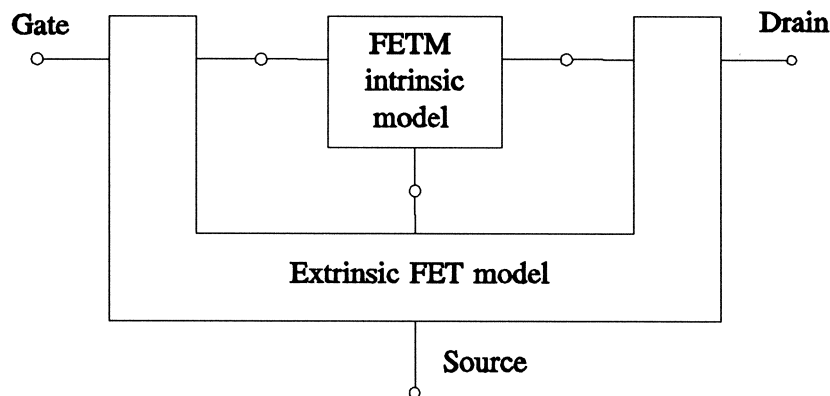 Gate
Drain
FETM
intrinsic
model
Extrinsic FET model
Source